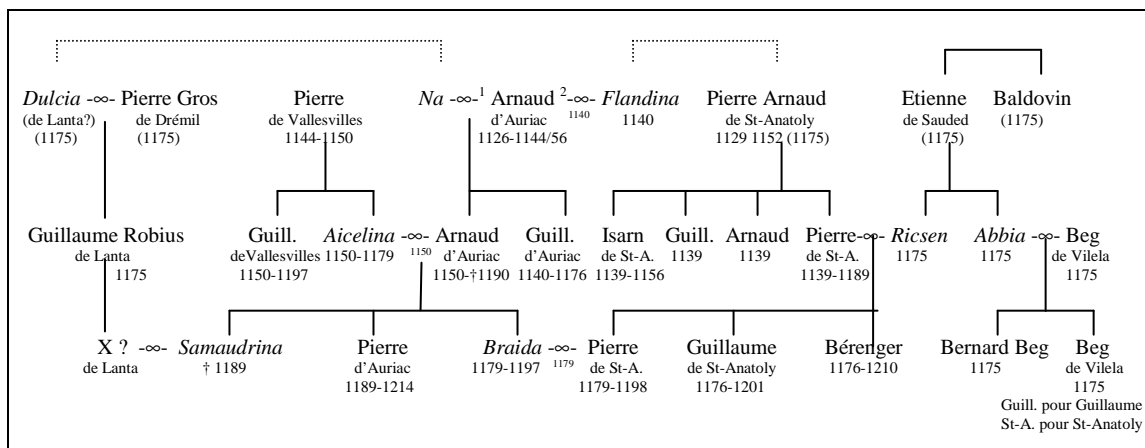 Dulcia -∞- Pierre Gros Pierre Na -∞-¹ Arnaud ²-∞- Flandina Pierre Arnaud Etienne Baldovin
(de Lanta?) de Drémil de Vallesvilles d'Auriac 1140 1140 de St-Anatoly de Sauded (1175)
(1175) (1175) 1144-1150 1126-1144/56 1129 1152 (1175) (1175)
Guillaume Robius Guill. Aicelina -∞- Arnaud Guill. Isarn Guill. Arnaud Pierre-∞- Ricsen Abbia -∞- Beg
de Lanta deVallesvilles 1150-1179 1150 d'Auriac d'Auriac de St-A. 1139 1139 de St-A. 1175 1175 de Vilela
1175 1150-1197 1150-†1190 1140-1176 1139-1156 1139-1189 1175
X ? -∞- Samaudrina Pierre Braida -∞- Pierre Guillaume Bérenger Bernard Beg Beg
de Lanta † 1189 d'Auriac 1179-1197 1179 de St-A. de St-Anatoly 1176-1210 1175 de Vilela
1189-1214 1179-1198 1176-1201 1175
Guill. pour Guillaume
St-A. pour St-Anatoly